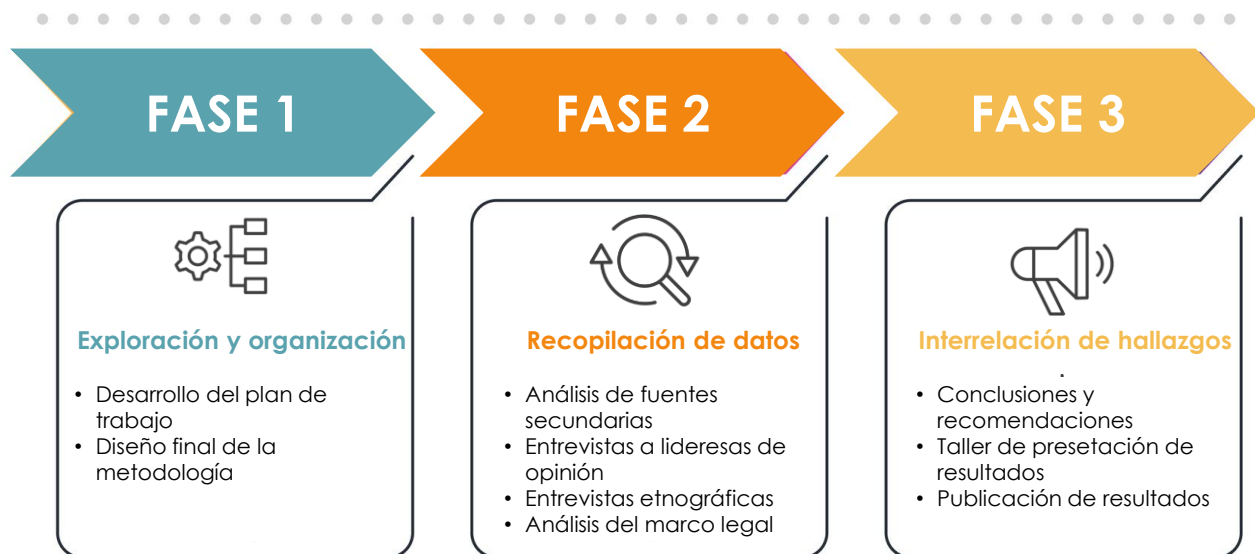 FASE 1
FASE 2
FASE 3
Exploración y organización
• Desarrollo del plan de
trabajo
• Diseño final de la
metodología
Recopilación de datos
• Análisis de fuentes
secundarias
• Entrevistas a lideresas de
opinión
• Entrevistas etnográficas
• Análisis del marco legal
Interrelación de hallazgos
.
• Conclusiones y
recomendaciones
• Taller de presetación de
resultados
• Publicación de resultados